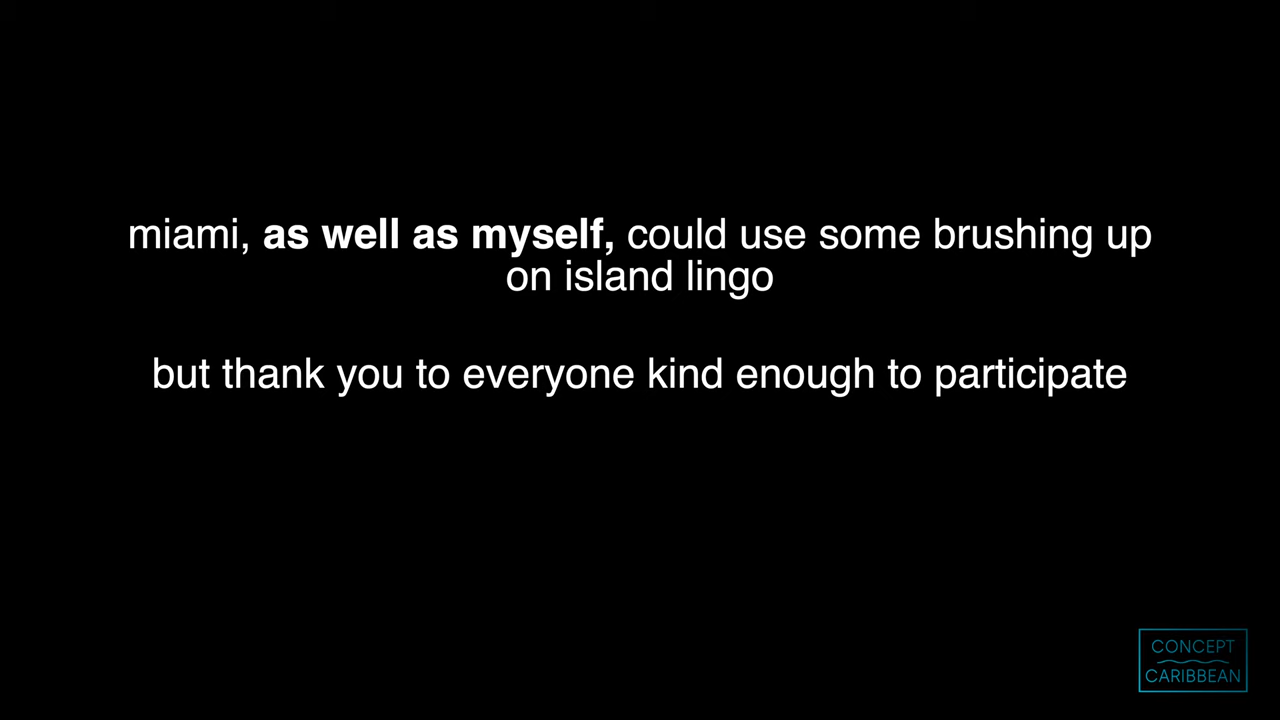 miami, as well as myself, could use some brushing up
on island lingo
but thank you to everyone kind enough to participate
CONCEPT
CARIBBEAN